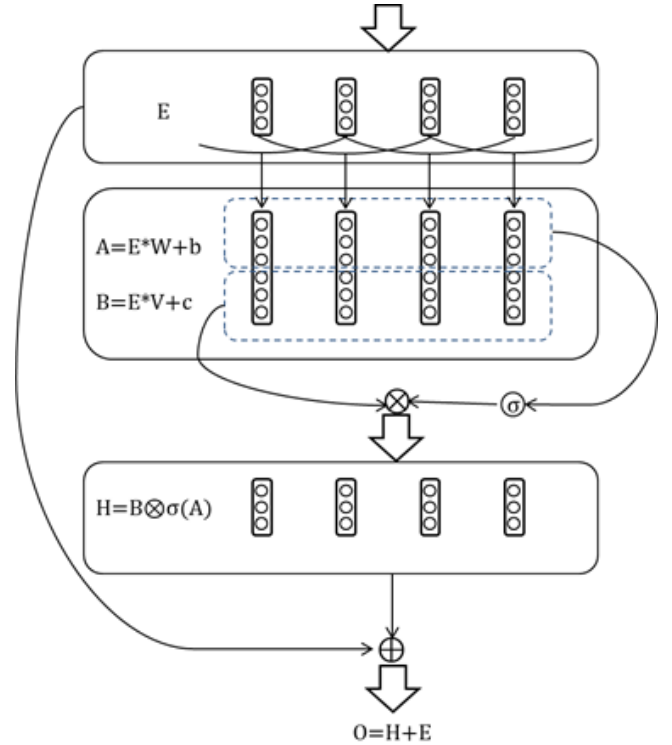 E
A=E*W+b
B=E*V+c
σ
H=B⊗σ(A)
O=H+E